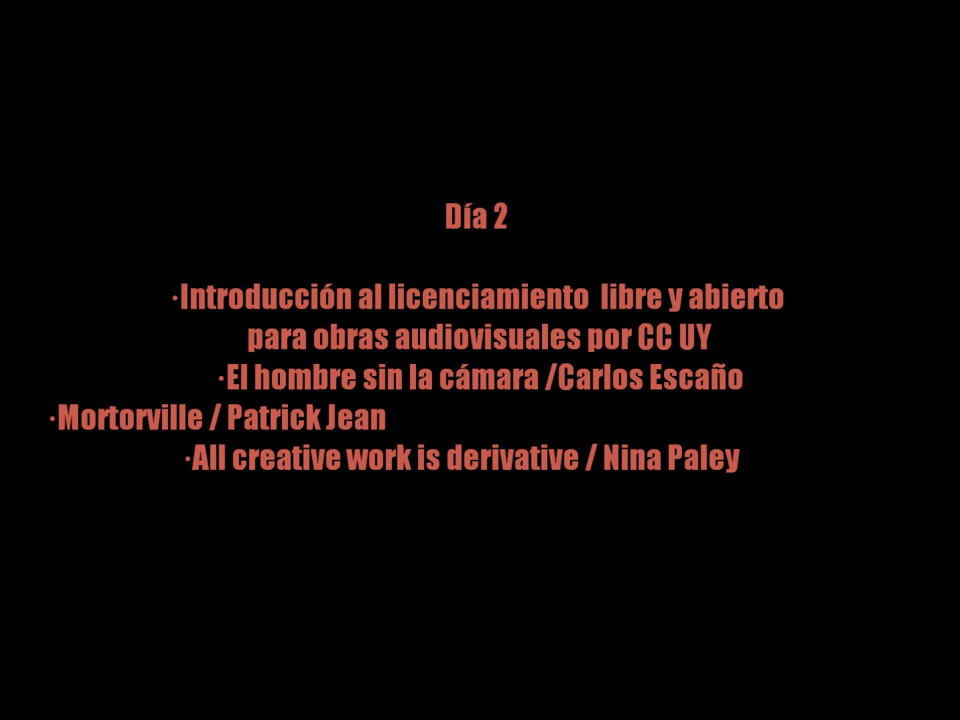 Día 2
·Introducción al licenciamiento libre y abierto
para obras audiovisuales por CC UY
·El hombre sin la cámara /Carlos Escaño
·Mortorville / Patrick Jean
·All creative work is derivative / Nina Paley